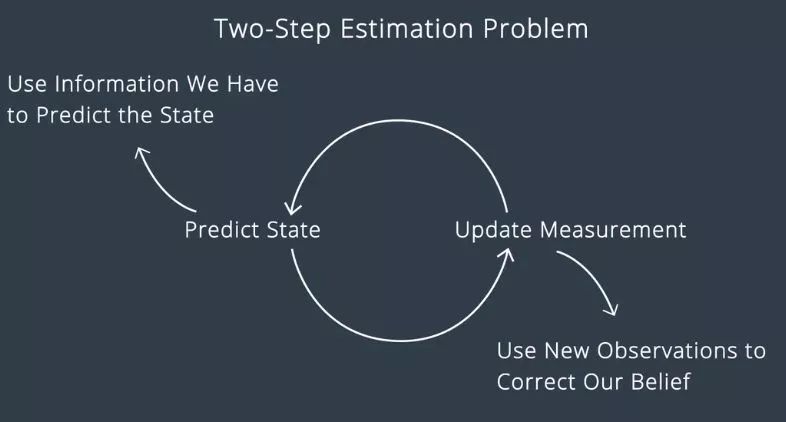 Two-Step Estimation Problem
Use Information We Have
to Predict the State
Predict State
Update Measurement
Use New Observations to
Correct Our Belief